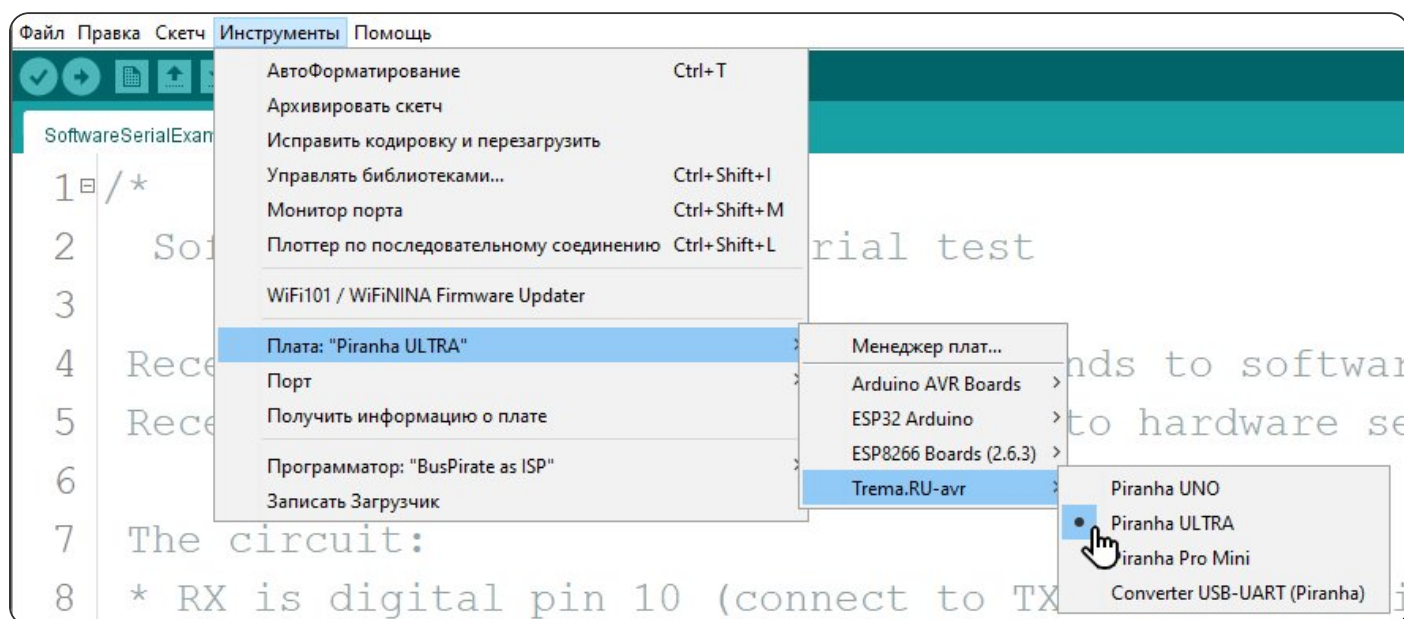 Файл Правка Скетч Инструменты Помощь
АвтоФорматирование Ctrl+T
Архивировать скетч
Исправить кодировку и перезагрузить
Управлять библиотеками... Ctrl+Shift+I
Монитор порта Ctrl+Shift+M
Плоттер по последовательному соединению Ctrl+Shift+L
WiFi101 / WiFiNINA Firmware Updater
Плата: "Piranha ULTRA"
Порт
Получить информацию о плате
Программатор: "BusPirate as ISP"
Записать Загрузчик
Менеджер плат...
Arduino AVR Boards
ESP32 Arduino
ESP8266 Boards (2.6.3)
Trema.RU-avr
Piranha UNO
Piranha ULTRA
Piranha Pro Mini
Converter USB-UART (Piranha)
SoftwareSerialExam
1 /*
2 rial test
3
4 Rece nds to softwar
5 Rece to hardware se
6
7 The circuit:
8 * RX is digital pin 10 (connect to TX